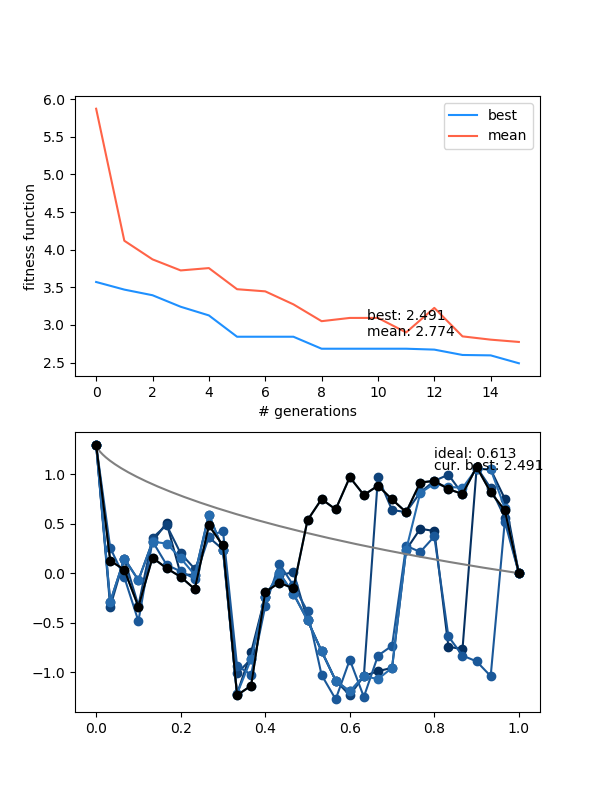 6.0
5.5
5.0
4.5
4.0
3.5
3.0
2.5
fitness function
best
mean
best: 2.491
mean: 2.774
0 2 4 6 8 10 12 14
# generations
ideal: 0.613
cur. best: 2.491
1.0
0.5
0.0
−0.5
−1.0
0.0 0.2 0.4 0.6 0.8 1.0